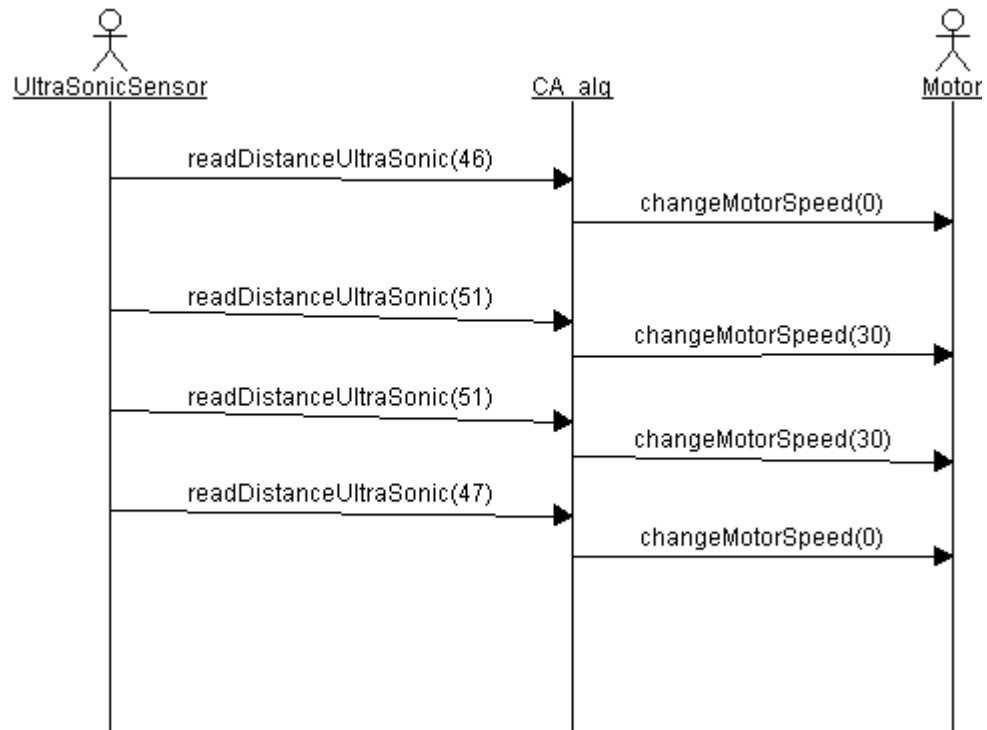 UltraSonicSensor
CA_alg
Motor
readDistanceUltraSonic(46)
changeMotorSpeed(0)
readDistanceUltraSonic(51)
changeMotorSpeed(30)
readDistanceUltraSonic(51)
changeMotorSpeed(30)
readDistanceUltraSonic(47)
changeMotorSpeed(0)